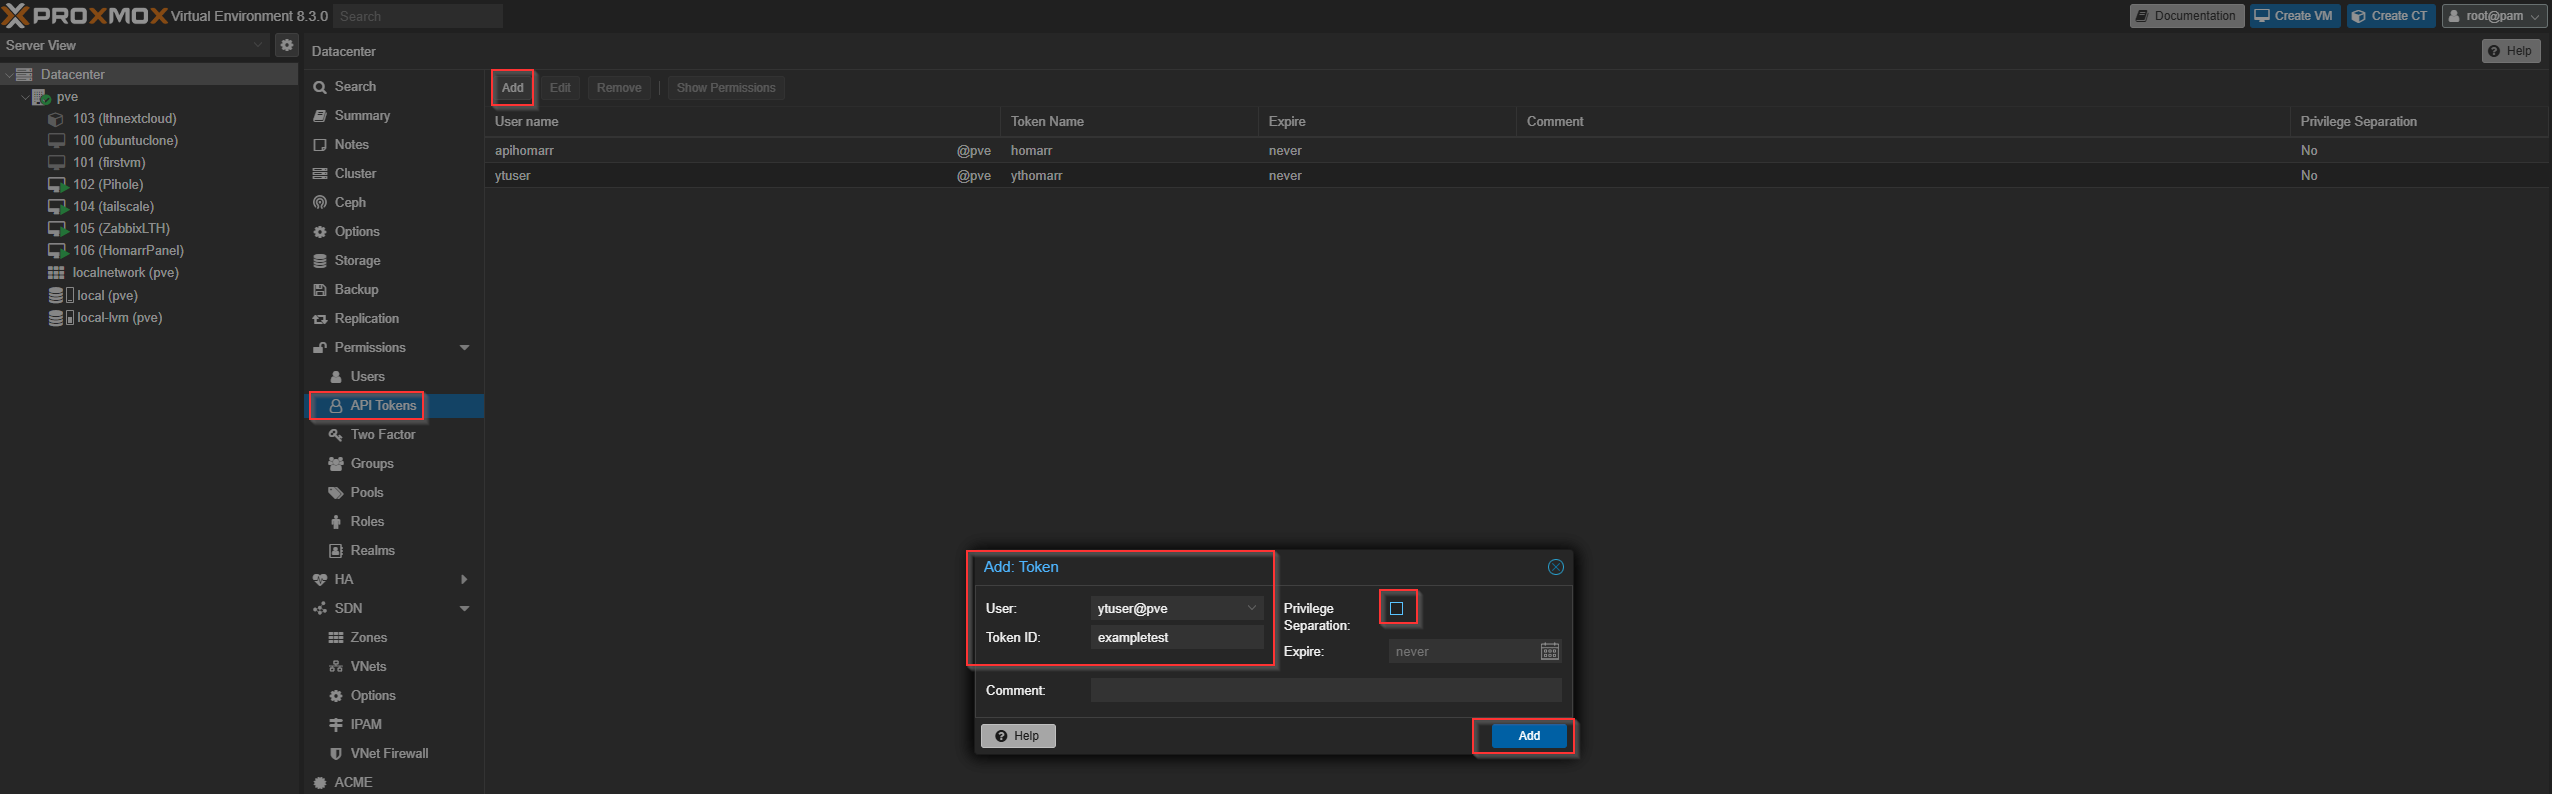 PROXMOX Virtual Environment 8.3.0 Search Documentation Create VM Create CT root@pam
Server View
Datacenter
pve
103 (lthnextcloud)
100 (ubuntuclone)
101 (firstvm)
102 (Pihole)
104 (tailscale)
105 (ZabbixLTH)
106 (HomarrPanel)
localnetwork (pve)
local (pve)
local-lvm (pve)
Datacenter Help
Search
Summary
Notes
Cluster
Ceph
Options
Storage
Backup
Replication
Permissions
Users
API Tokens
Two Factor
Groups
Pools
Roles
Realms
HA
SDN
Zones
VNets
Options
IPAM
VNet Firewall
ACME
Add Edit Remove Show Permissions
User name Token Name Expire Comment Privilege Separation
apihomarr @pve homarr never No
ytuser @pve ythomarr never No
Add: Token
User: ytuser@pve
Token ID: exampletest
Privilege
Separation:
Expire: never
Comment:
Help Add